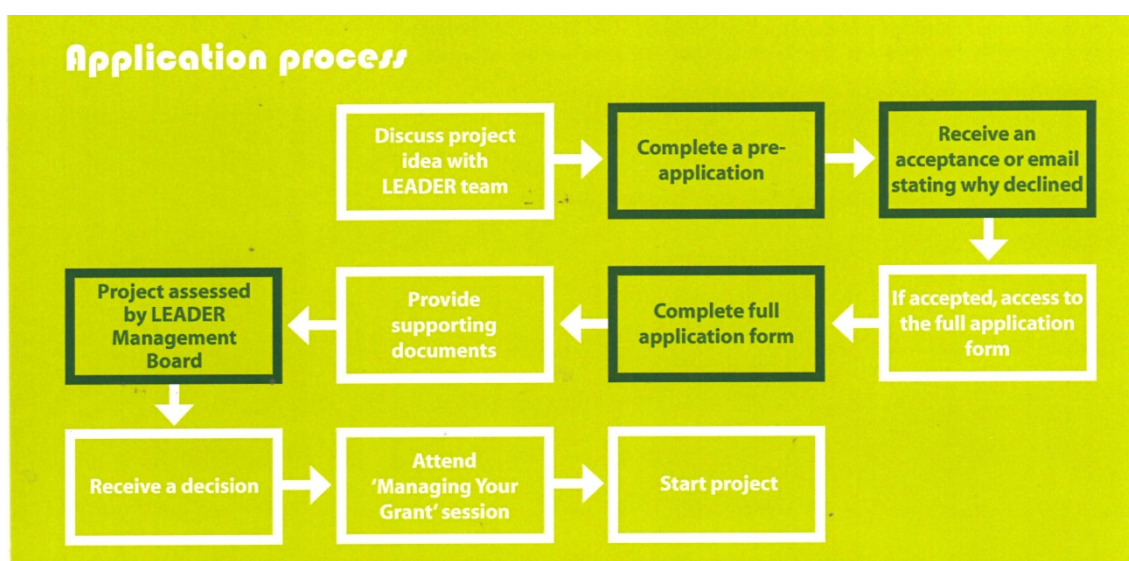 Application process
Discuss project
idea with
LEADER team
Complete a pre-
application
Receive an
acceptance or email
stating why declined
If accepted, access to
the full application
form
Complete full
application form
Provide
supporting
documents
Project assessed
by LEADER
Management
Board
Receive a decision
Attend
‘Managing Your
Grant’ session
Start project